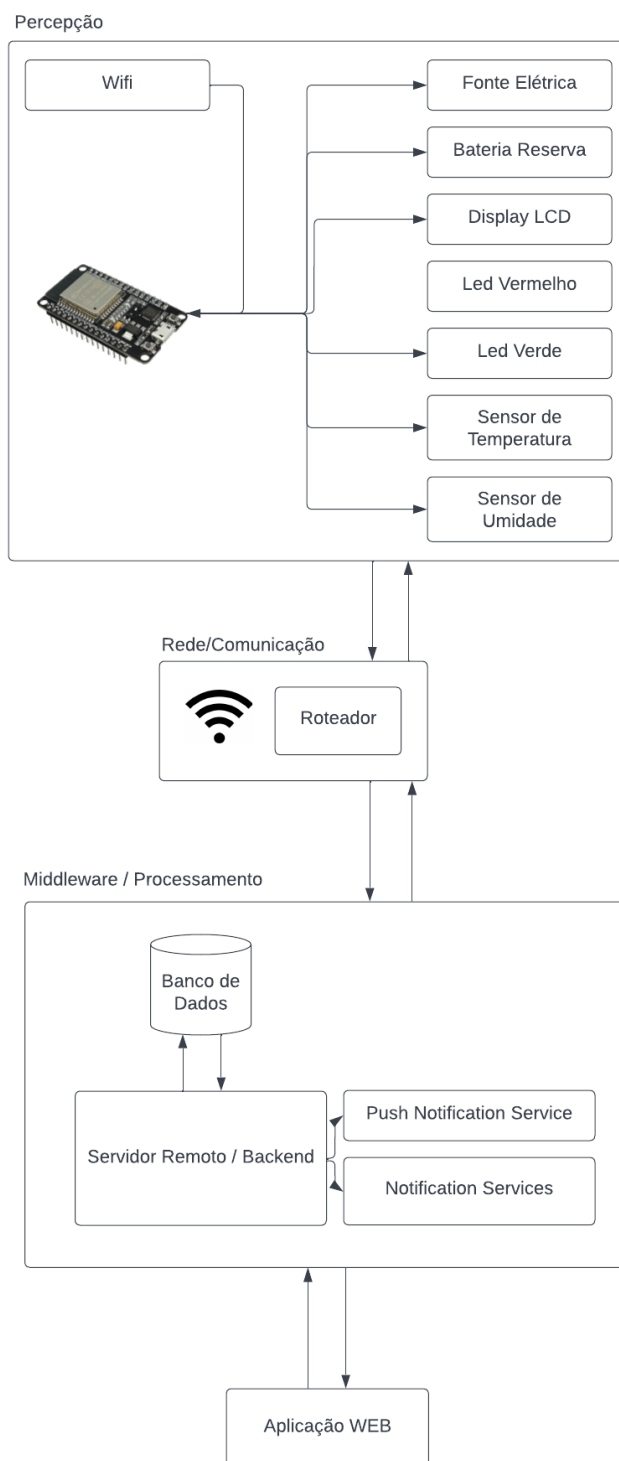 Percepção
Wifi
Fonte Elétrica
Bateria Reserva
Display LCD
Led Vermelho
Led Verde
Sensor de
Temperatura
Sensor de
Umidade
Rede/Comunicação
Roteador
Middleware / Processamento
Banco de
Dados
Servidor Remoto / Backend
Push Notification Service
Notification Services
Aplicação WEB